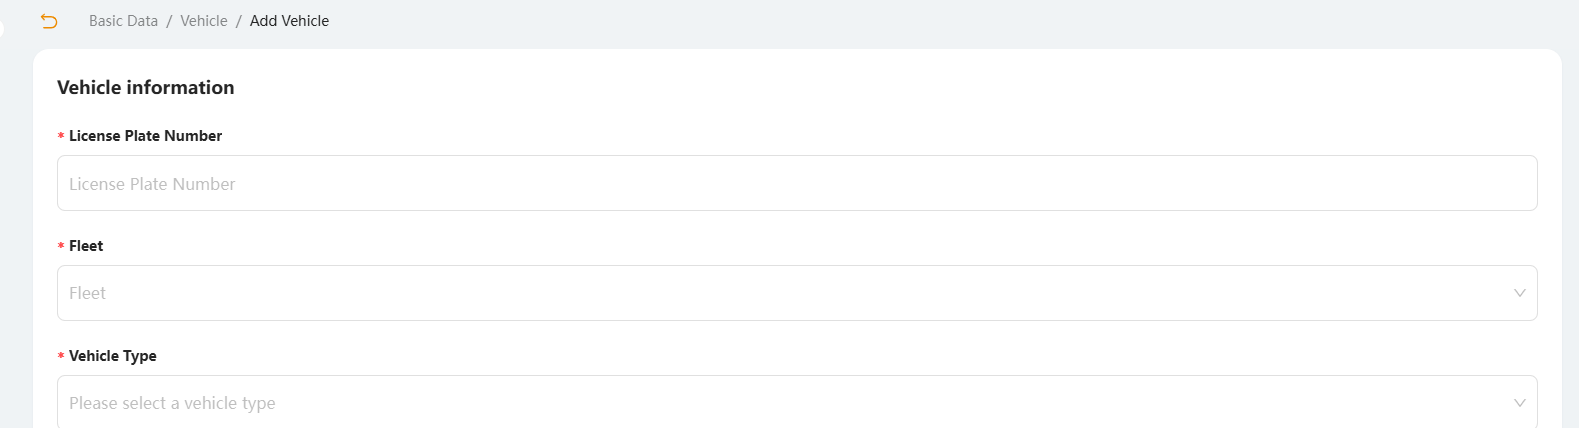 Basic Data / Vehicle / Add Vehicle
Vehicle information
* License Plate Number
License Plate Number
* Fleet
Fleet
* Vehicle Type
Please select a vehicle type